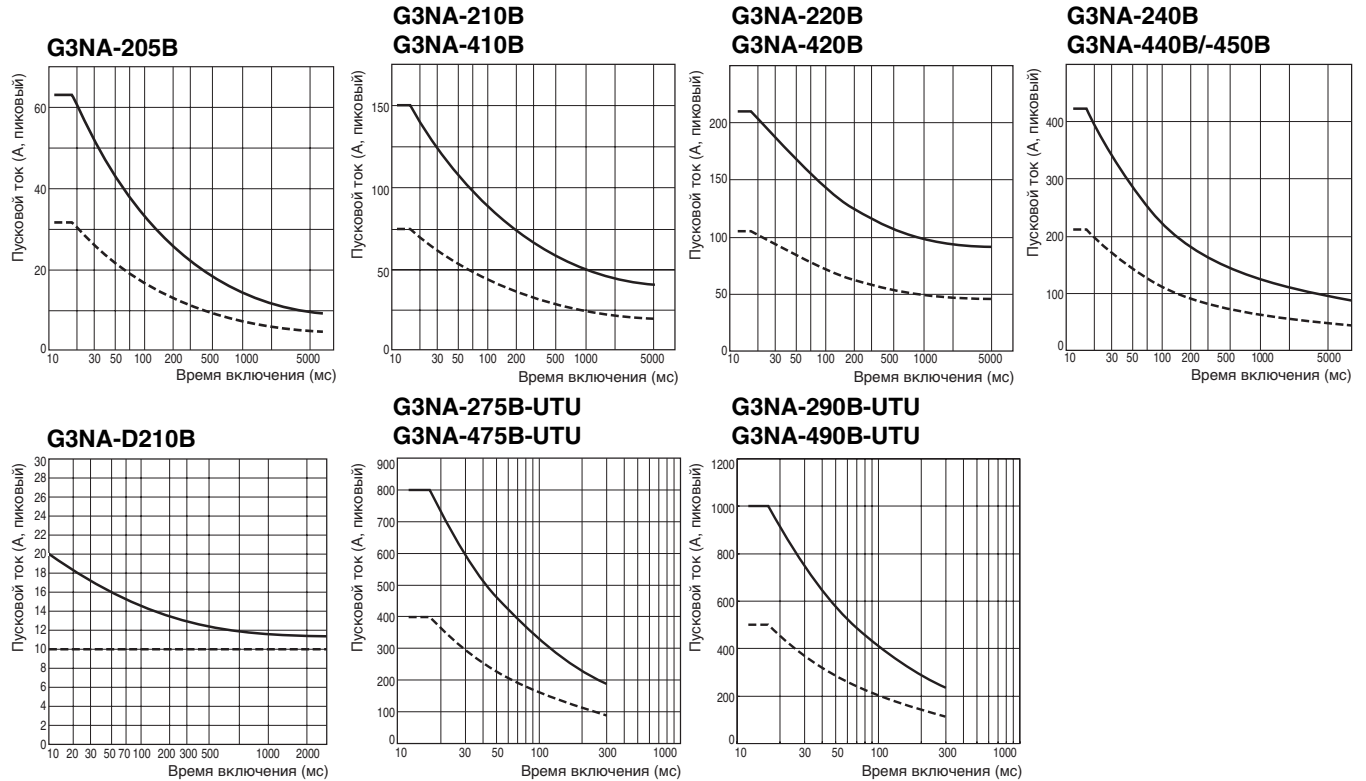 G3NA-205B
Пусковой ток (А, пиковый)
60
40
20
0
10 30 50 100 200 500 1000 5000
Время включения (мс)
G3NA-210B
G3NA-410B
Пусковой ток (А, пиковый)
150
100
50
0
10 30 50 100 200 500 1000 5000
Время включения (мс)
G3NA-220B
G3NA-420B
Пусковой ток (А, пиковый)
200
150
100
50
0
10 30 50 100 200 500 1000 5000
Время включения (мс)
G3NA-240B
G3NA-440B/-450B
Пусковой ток (А, пиковый)
400
300
200
100
0
10 30 50 100 200 500 1000 5000
Время включения (мс)
G3NA-D210B
Пусковой ток (А, пиковый)
30
28
26
24
22
20
18
16
14
12
10
8
6
4
2
0
10 20 30 50 70 100 200 300 500 1000 2000
Время включения (мс)
G3NA-275B-UTU
G3NA-475B-UTU
Пусковой ток (А, пиковый)
900
800
700
600
500
400
300
200
100
0
10 30 50 100 300 1000
Время включения (мс)
G3NA-290B-UTU
G3NA-490B-UTU
Пусковой ток (А, пиковый)
1200
1000
800
600
400
200
0
10 30 50 100 300 1000
Время включения (мс)